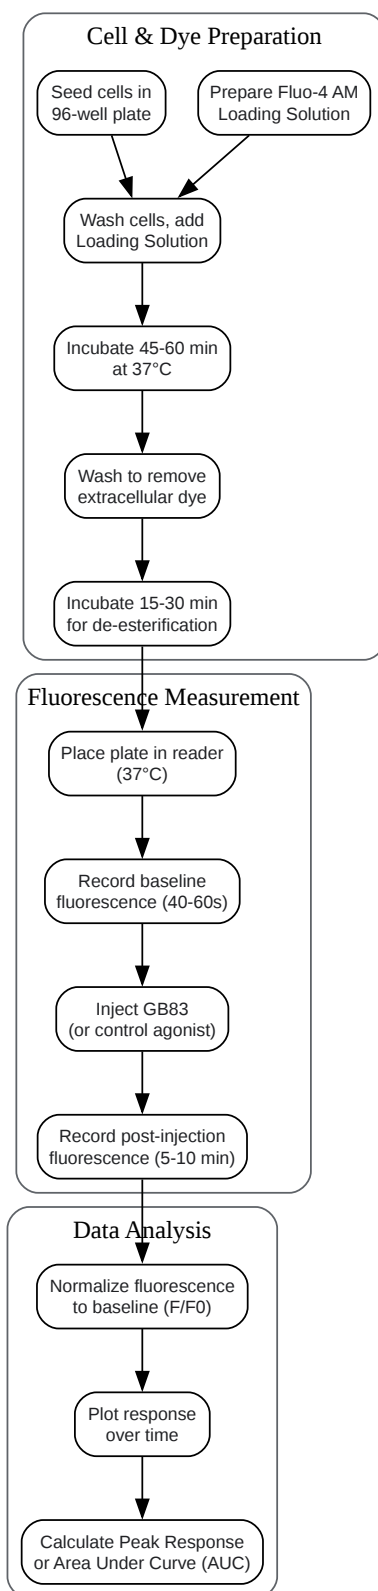 Cell & Dye Preparation
Seed cells in
96-well plate
Prepare Fluo-4 AM
Loading Solution
Wash cells, add
Loading Solution
Incubate 45-60 min
at 37°C
Wash to remove
extracellular dye
Incubate 15-30 min
for de-esterification
Fluorescence Measurement
Place plate in reader
(37°C)
Record baseline
fluorescence (40-60s)
Inject GB83
(or control agonist)
Record post-injection
fluorescence (5-10 min)
Data Analysis
Normalize fluorescence
to baseline (F/F0)
Plot response
over time
Calculate Peak Response
or Area Under Curve (AUC)